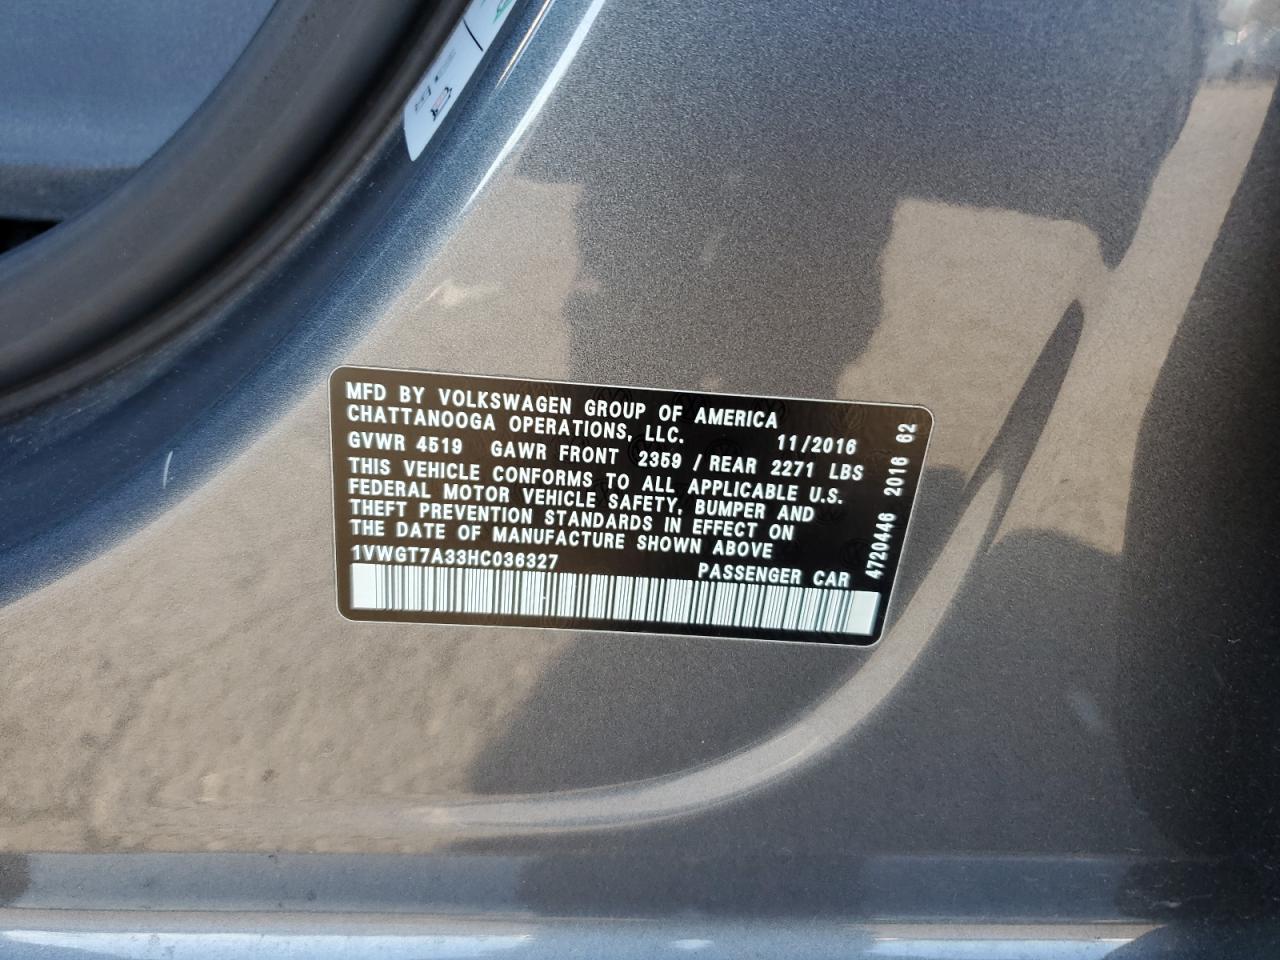 MFD BY VOLKSWAGEN GROUP OF AMERICA
CHATTANOOGA OPERATIONS, LLC. 11/2016
GVWR 4519 GAWR FRONT 2359 / REAR 2271 LBS
THIS VEHICLE CONFORMS TO ALL APPLICABLE U.S.
FEDERAL MOTOR VEHICLE SAFETY, BUMPER AND
THEFT PREVENTION STANDARDS IN EFFECT ON
THE DATE OF MANUFACTURE SHOWN ABOVE
1VWGT7A33HC036327 PASSENGER CAR
4720446 2016 62